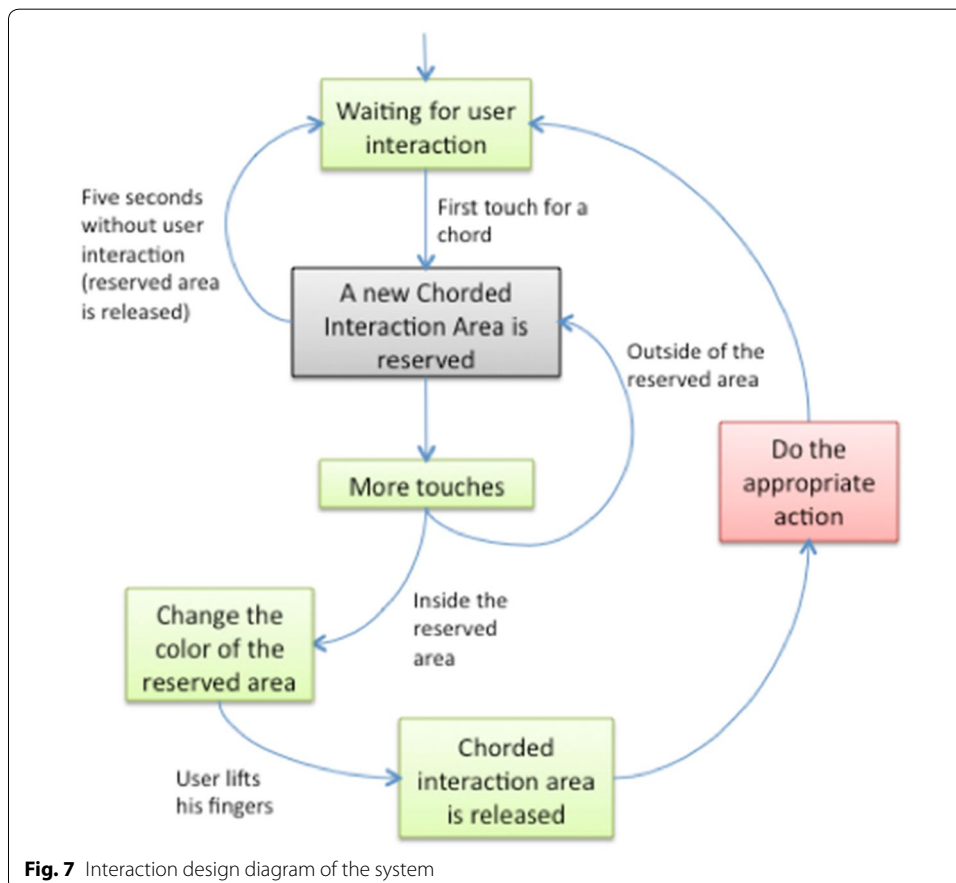 Waiting for user
interaction
Five seconds
without user
interaction
(reserved area
is released)
First touch for a
chord
A new Chorded
Interaction Area is
reserved
Outside of the
reserved area
More touches
Do the
appropriate
action
Change the
color of the
reserved area
Inside the
reserved
area
User lifts
his fingers
Chorded
interaction area
is released
Fig. 7 Interaction design diagram of the system